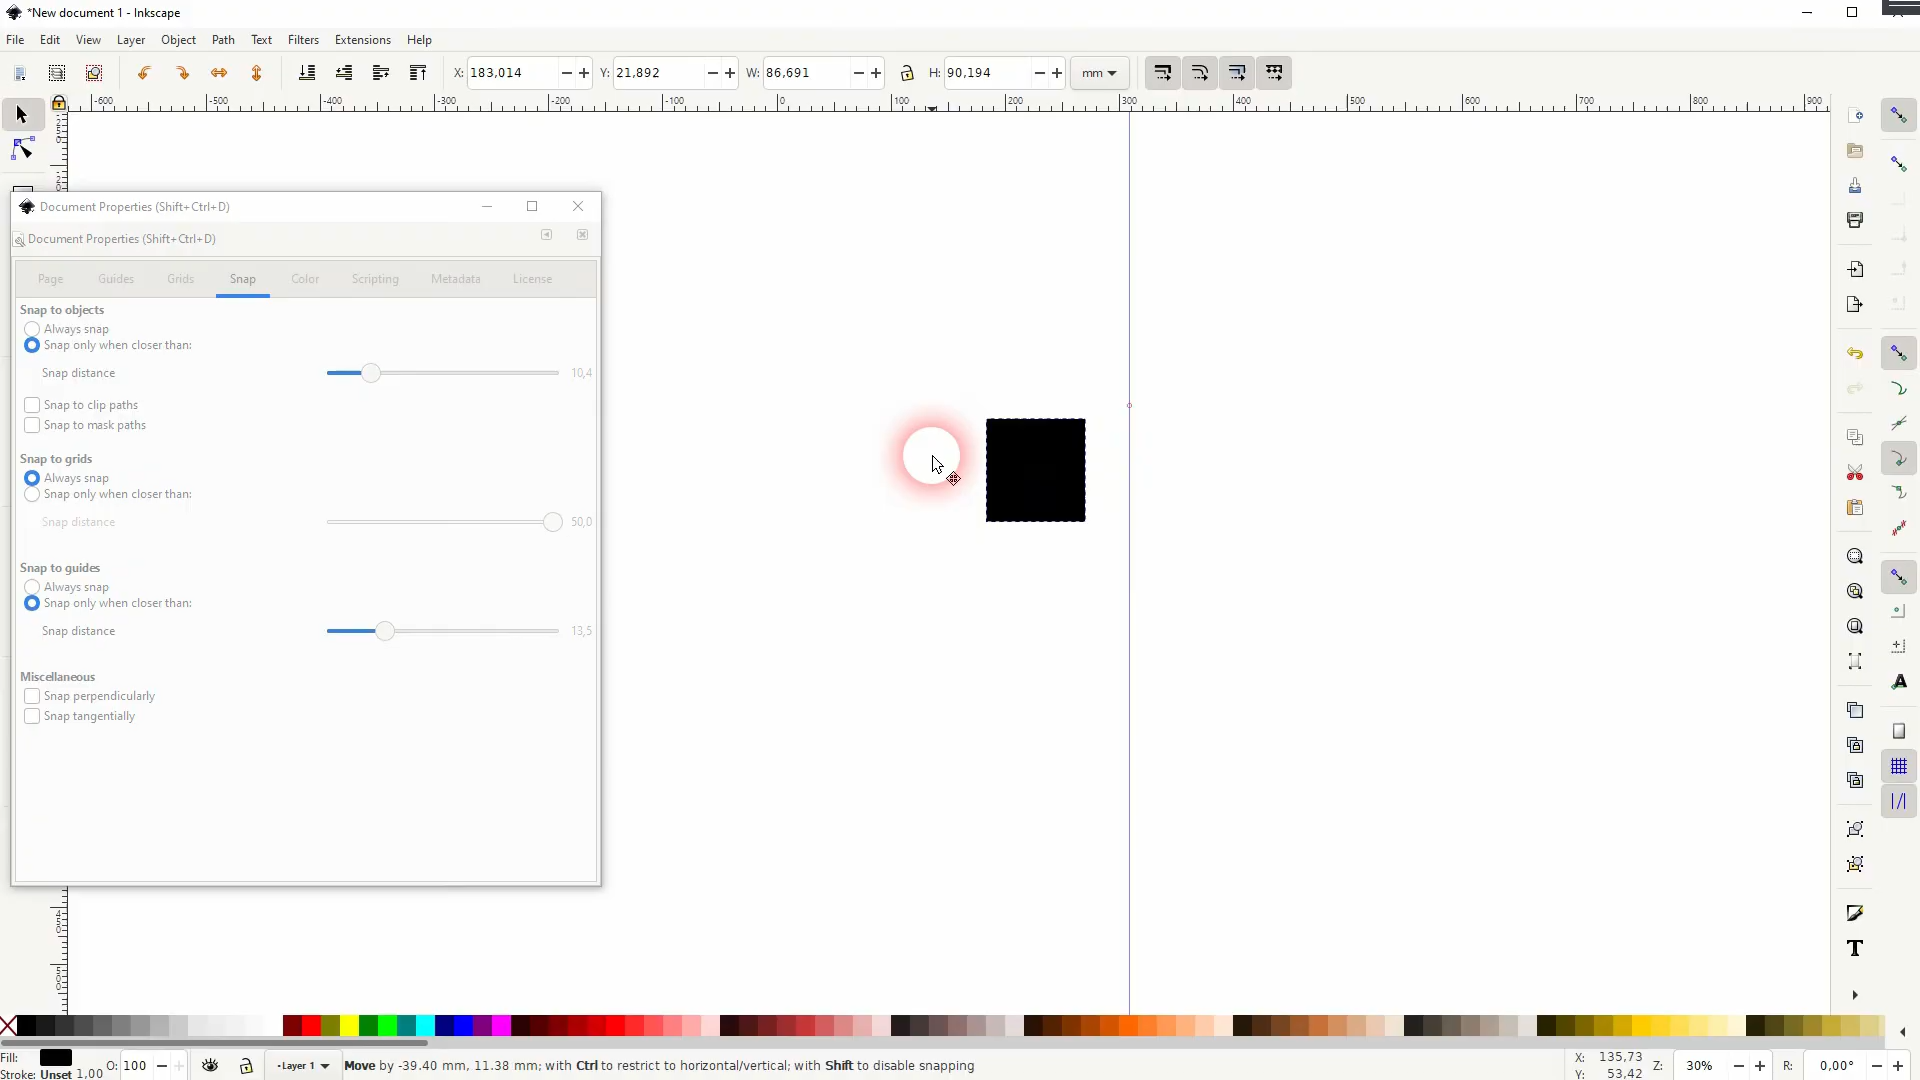 *New document 1 - Inkscape
File Edit View Layer Object Path Text Filters Extensions Help
X: 183,014 Y: 21,892 W: 86,691 H: 90,194 mm
-600 -500 -400 -300 -200 -100 0 100 200 300 400 500 600 700 800 900
Document Properties (Shift+Ctrl+D)
Document Properties (Shift+Ctrl+D)
Page Guides Grids Snap Color Scripting Metadata License
Snap to objects
Always snap
Snap only when closer than:
Snap distance 10,4
Snap to clip paths
Snap to mask paths
Snap to grids
Always snap
Snap only when closer than:
Snap distance 50,0
Snap to guides
Always snap
Snap only when closer than:
Snap distance 13,5
Miscellaneous
Snap perpendicularly
Snap tangentially
Fill: O: 100 Layer 1 Move by -39.40 mm, 11.38 mm; with Ctrl to restrict to horizontal/vertical; with Shift to disable snapping X: 135,73 Z: 30% R: 0,00°
Stroke: Unset 1,00 Y: 53,42